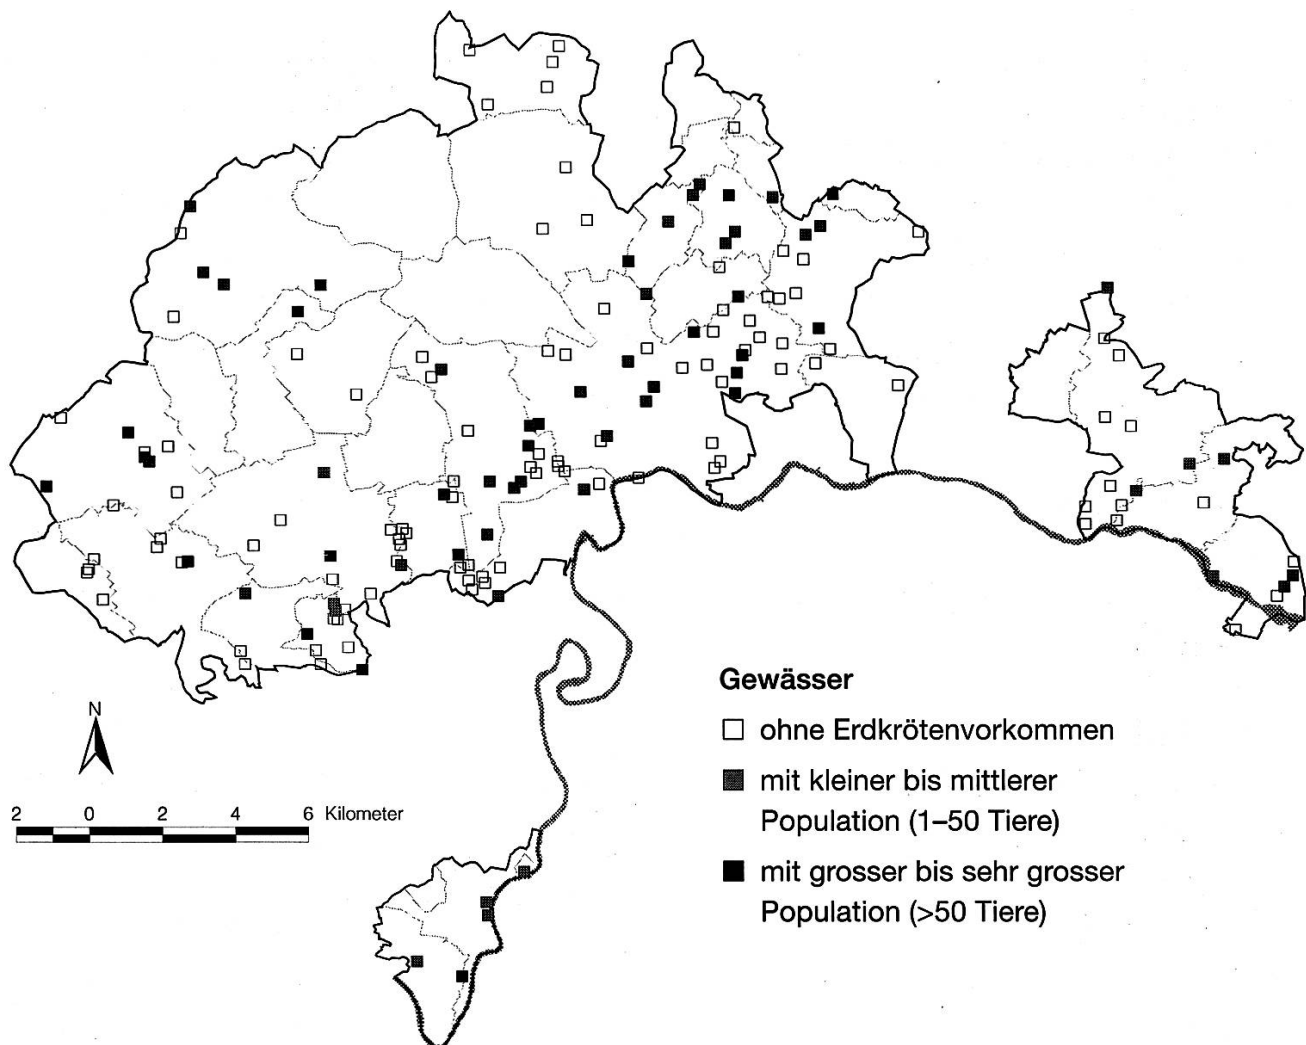 Gewässer
ohne Erdkrötenvorkommen
mit kleiner bis mittlerer
Population (1–50 Tiere)
mit grosser bis sehr grosser
Population (>50 Tiere)
N
2 0 2 4 6 Kilometer